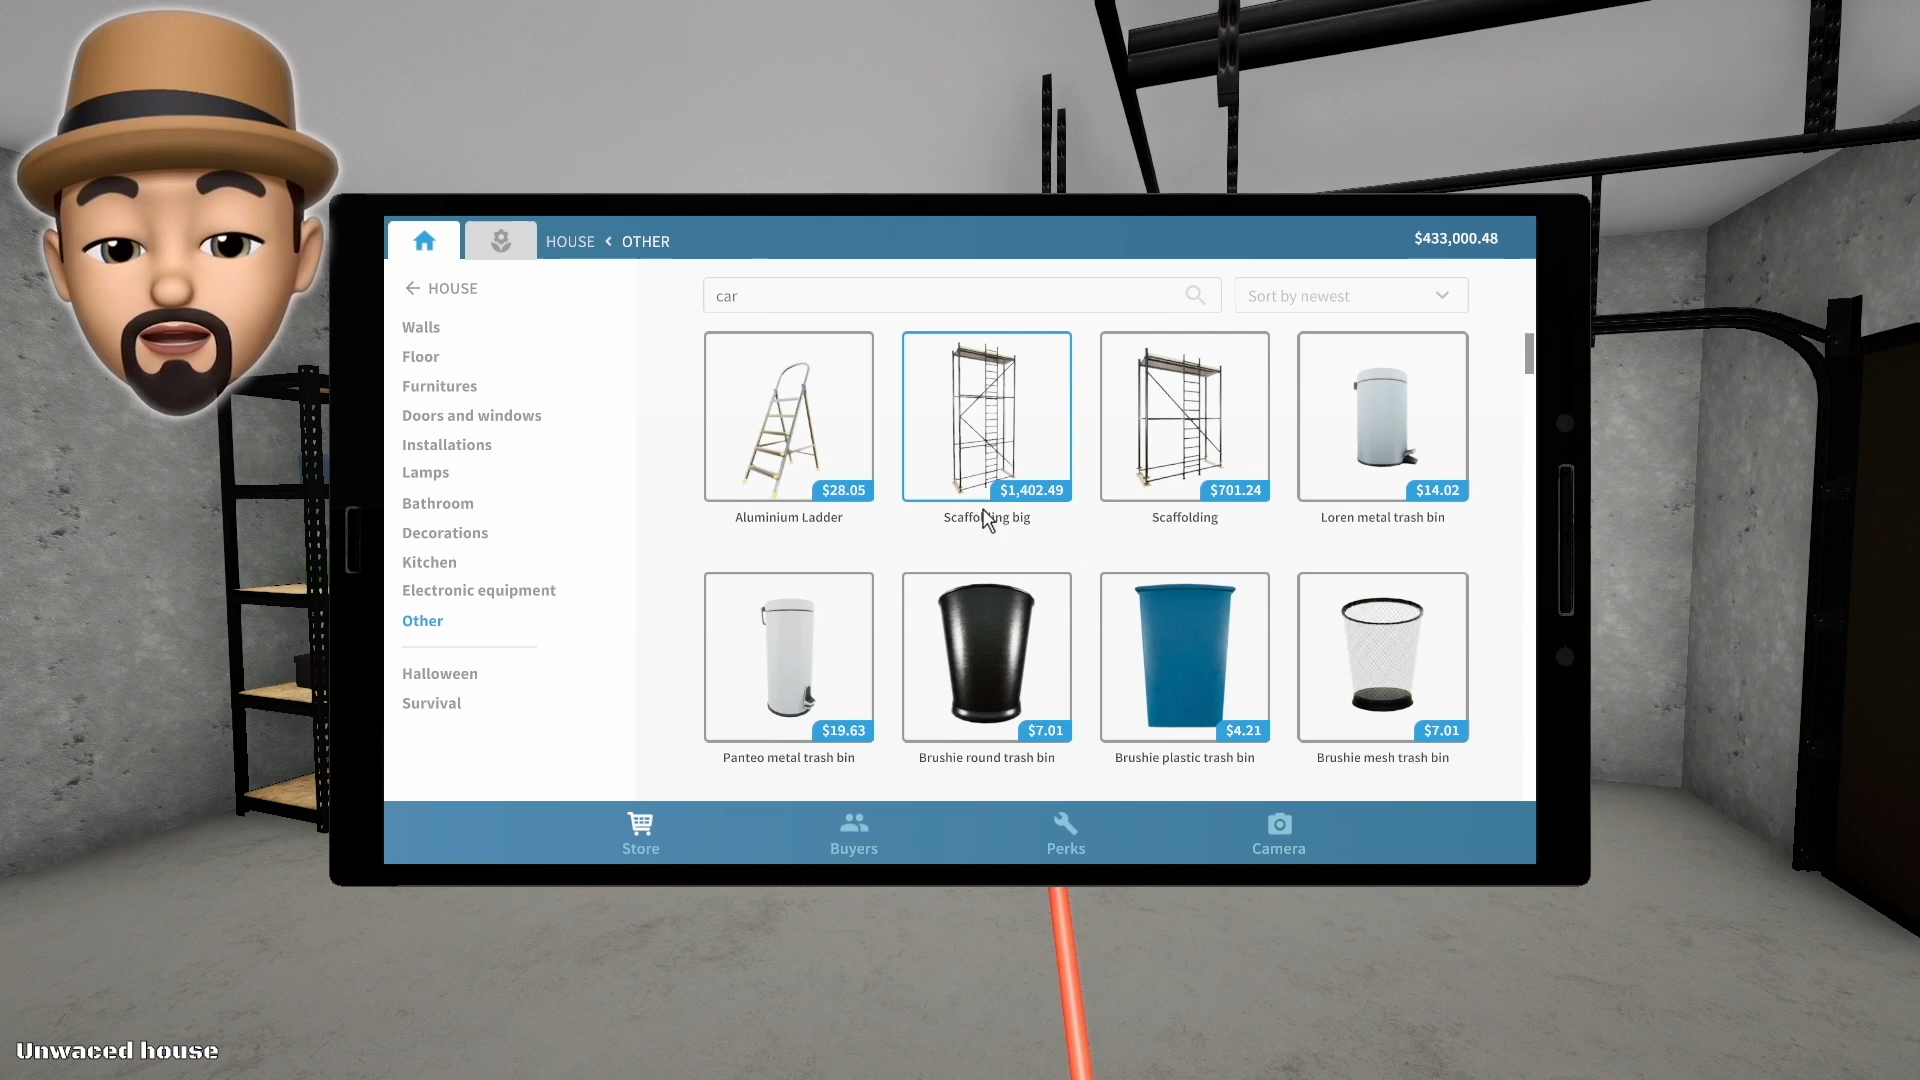 HOUSE < OTHER
$433,000.48
HOUSE
car
Sort by newest
Walls
Floor
Furnitures
Doors and windows
Installations
Lamps
Bathroom
Decorations
Kitchen
Electronic equipment
Other
Halloween
Survival
$28.05
$1,402.49
$701.24
$14.02
Aluminium Ladder
Scaffolding big
Scaffolding
Loren metal trash bin
$19.63
$7.01
$4.21
$7.01
Panteo metal trash bin
Brushie round trash bin
Brushie plastic trash bin
Brushie mesh trash bin
Store
Buyers
Perks
Camera
Unwaced house